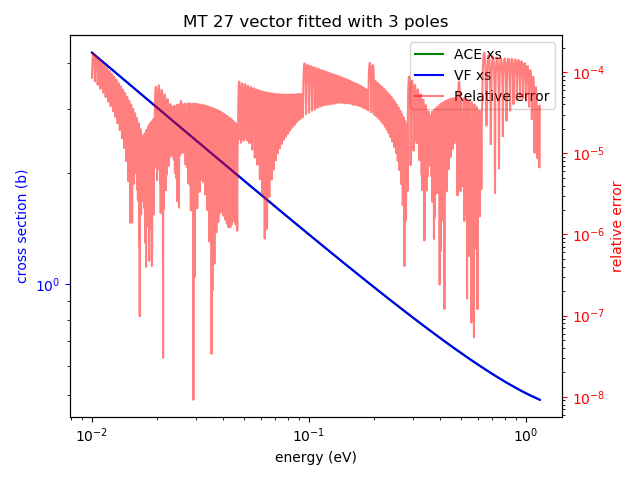 MT 27 vector fitted with 3 poles
ACE xs
VF xs
Relative error
cross section (b)
10⁰
10⁻⁴
10⁻⁵
10⁻⁶
10⁻⁷
10⁻⁸
relative error
10⁻²
10⁻¹
10⁰
energy (eV)